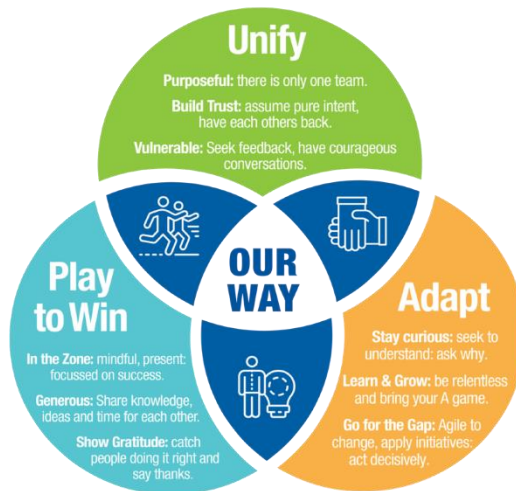 Unify
Purposeful: there is only one team.
Build Trust: assume pure intent,
have each others back.
Vulnerable: Seek feedback, have courageous
conversations.
OUR
WAY
Play
to Win
In the Zone: mindful, present:
focussed on success.
Generous: Share knowledge,
ideas and time for each other.
Show Gratitude: catch
people doing it right and
say thanks.
Adapt
Stay curious: seek to
understand: ask why.
Learn & Grow: be relentless
and bring your A game.
Go for the Gap: Agile to
change, apply initiatives:
act decisively.